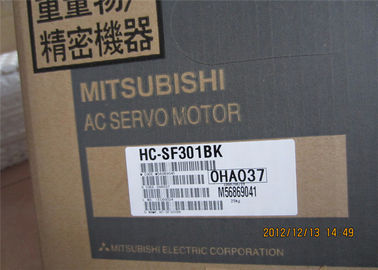 重量物/
精密機器
MITSUBISHI
AC SERVO MOTOR
HC-SF301BK
OHA037
M56869041
25kg
2012/12/13 14:49
MITSUBISHI ELECTRIC CORPORATION